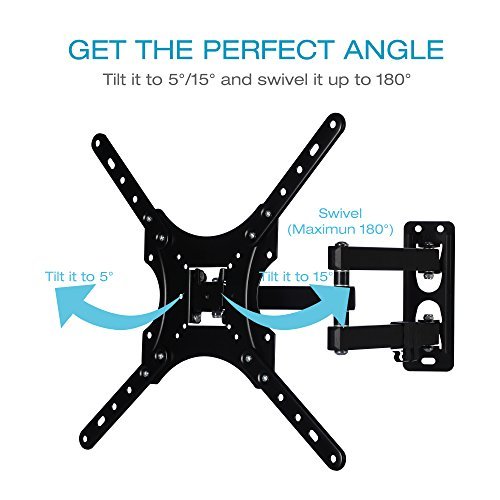 GET THE PERFECT ANGLE
Tilt it to 5°/15° and swivel it up to 180°
Swivel
(Maximun 180°)
Tilt it to 5°
Tilt it to 15°